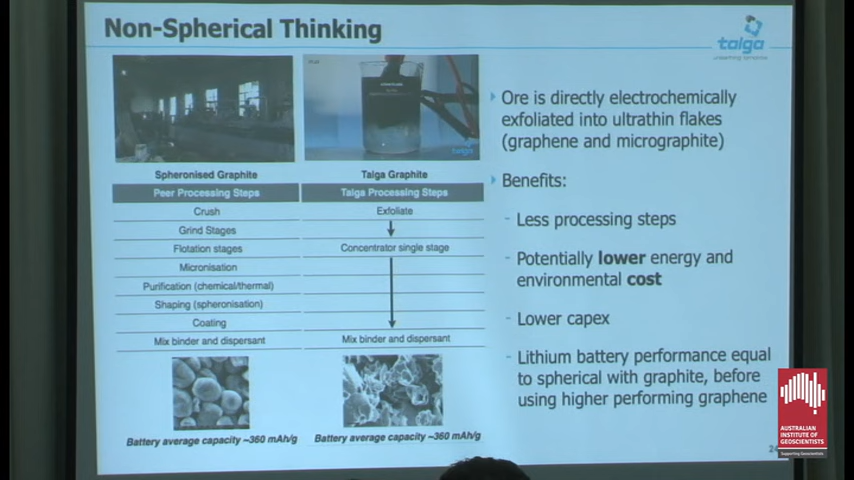 Non-Spherical Thinking
talga
Spheronised Graphite
Talga Graphite
Peer Processing Steps
Talga Processing Steps
Crush
Exfoliate
Grind Stages
Flotation stages
Concentrator single stage
Micronisation
Purification (chemical/thermal)
Shaping (spheronisation)
Coating
Mix binder and dispersant
Mix binder and dispersant
Battery average capacity ~360 mAh/g
Battery average capacity ~360 mAh/g
Ore is directly electrochemically
exfoliated into ultrathin flakes
(graphene and micrographite)
Benefits:
- Less processing steps
- Potentially lower energy and
environmental cost
- Lower capex
- Lithium battery performance equal
to spherical with graphite, before
using higher performing graphene
AUSTRALIAN
INSTITUTE OF
GEOSCIENTISTS
Supporting Geoscientists